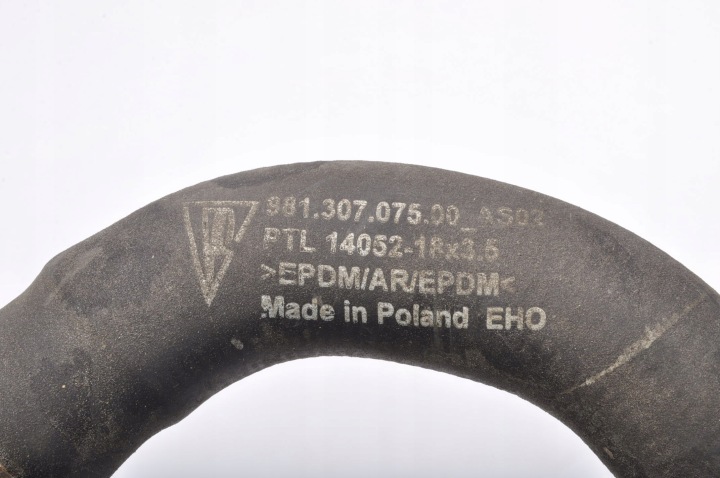 981.307.075.00_AS02
PTL 14052-18x3.5
>EPDM/AR/EPDM<
Made in Poland EHO